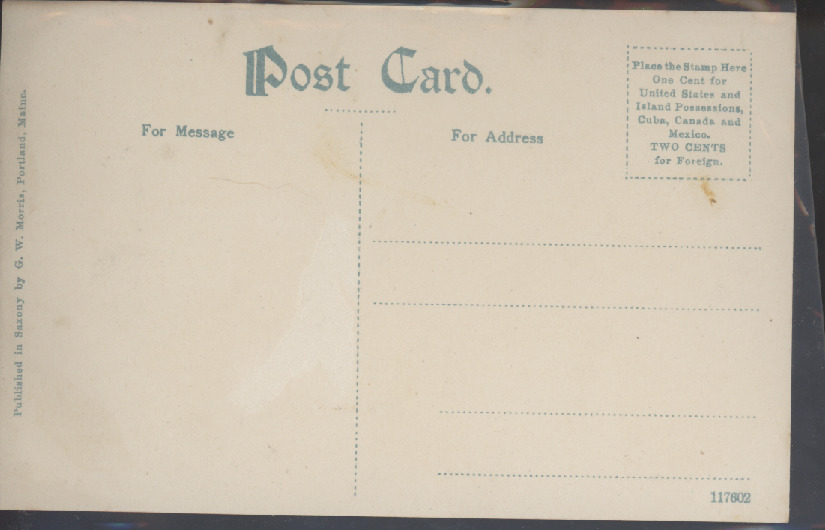 Post Card.
For Message
For Address
Place the Stamp Here
One Cent for
United States and
Island Possessions,
Cuba, Canada and
Mexico.
TWO CENTS
for Foreign.
Published in Saxony by G. W. Morris, Portland, Maine.
117602